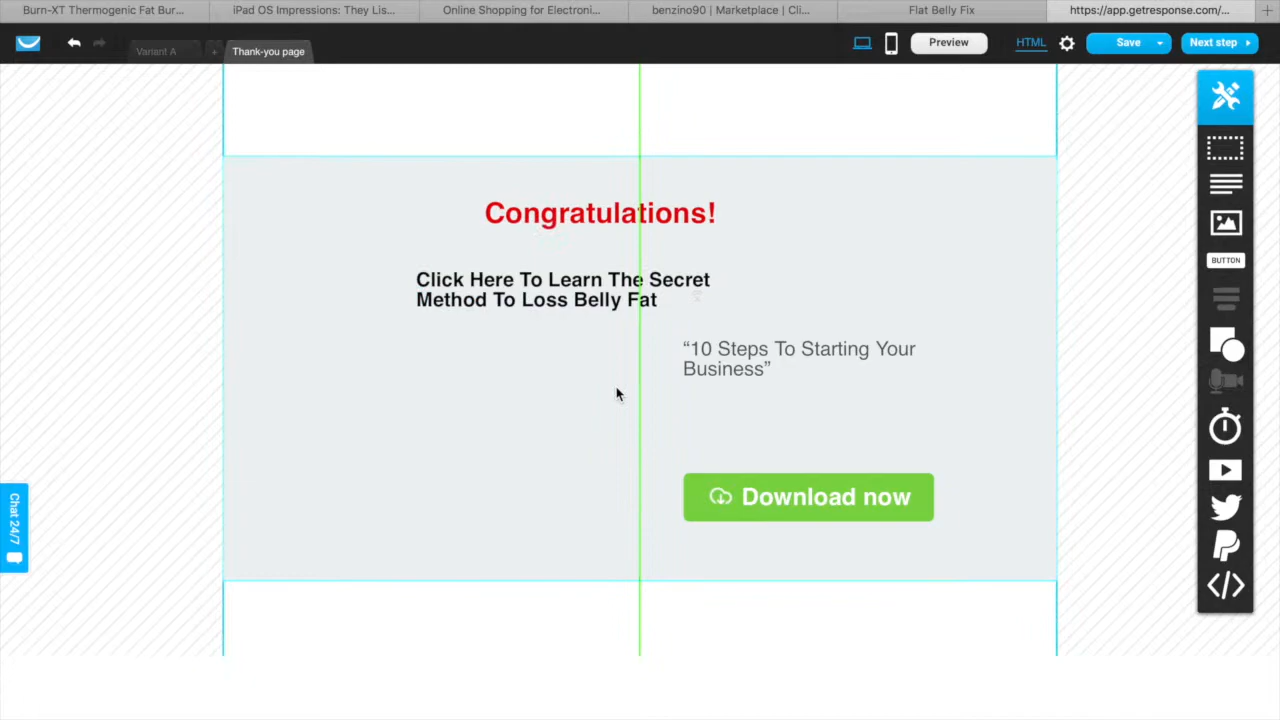 Burn-XT Thermogenic Fat Bur...
iPad OS Impressions: They Lis...
Online Shopping for Electroni...
benzino90 | Marketplace | Cli...
Flat Belly Fix
https://app.getresponse.com/...
Variant A
Thank-you page
Preview
HTML
Save
Next step
Congratulations!
Click Here To Learn The Secret
Method To Loss Belly Fat
“10 Steps To Starting Your
Business”
Download now
BUTTON
Chat 24/7